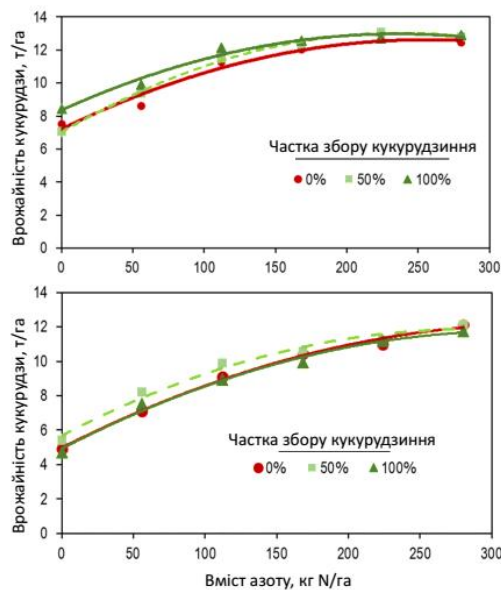 Врожайність кукурудзи, т/га
14
12
10
8
6
4
2
0
Частка збору кукурудзиння
0% 50% 100%
0 50 100 150 200 250 300
Врожайність кукурудзи, т/га
14
12
10
8
6
4
2
0
Частка збору кукурудзиння
0% 50% 100%
0 50 100 150 200 250 300
Вміст азоту, кг N/га